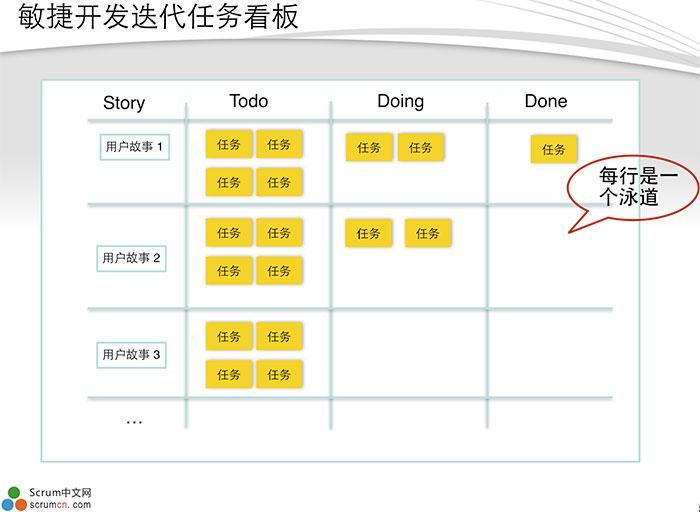 敏捷开发迭代任务看板
Story Todo Doing Done
用户故事 1 任务 任务 任务 任务 任务
任务 任务
每行是一
个泳道
任务 任务 任务 任务
用户故事 2
任务 任务
任务 任务
用户故事 3
任务 任务
...
Scrum中文网
scrumcn. com